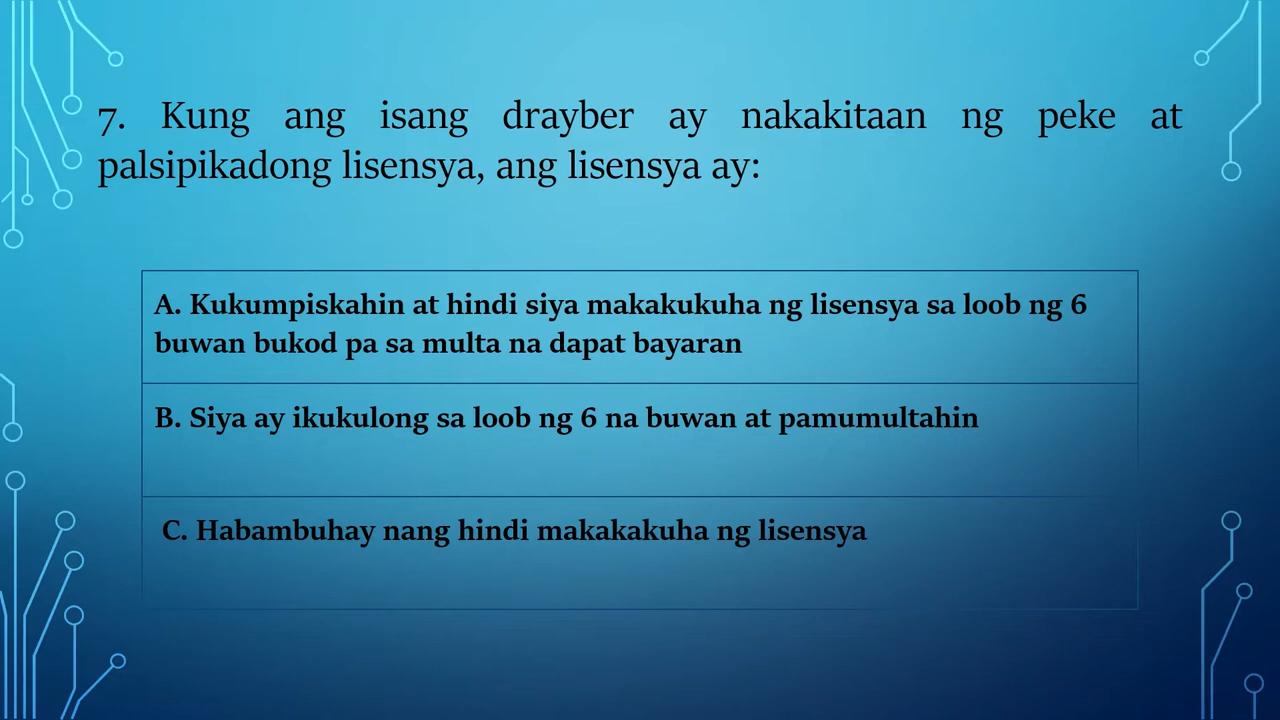 7. Kung ang isang drayber ay nakakitaan ng peke at
palsipikadong lisensya, ang lisensya ay:
A. Kukumpiskahin at hindi siya makakukuha ng lisensya sa loob ng 6
buwan bukod pa sa multa na dapat bayaran
B. Siya ay ikukulong sa loob ng 6 na buwan at pamumultahin
C. Habambuhay nang hindi makakakuha ng lisensya